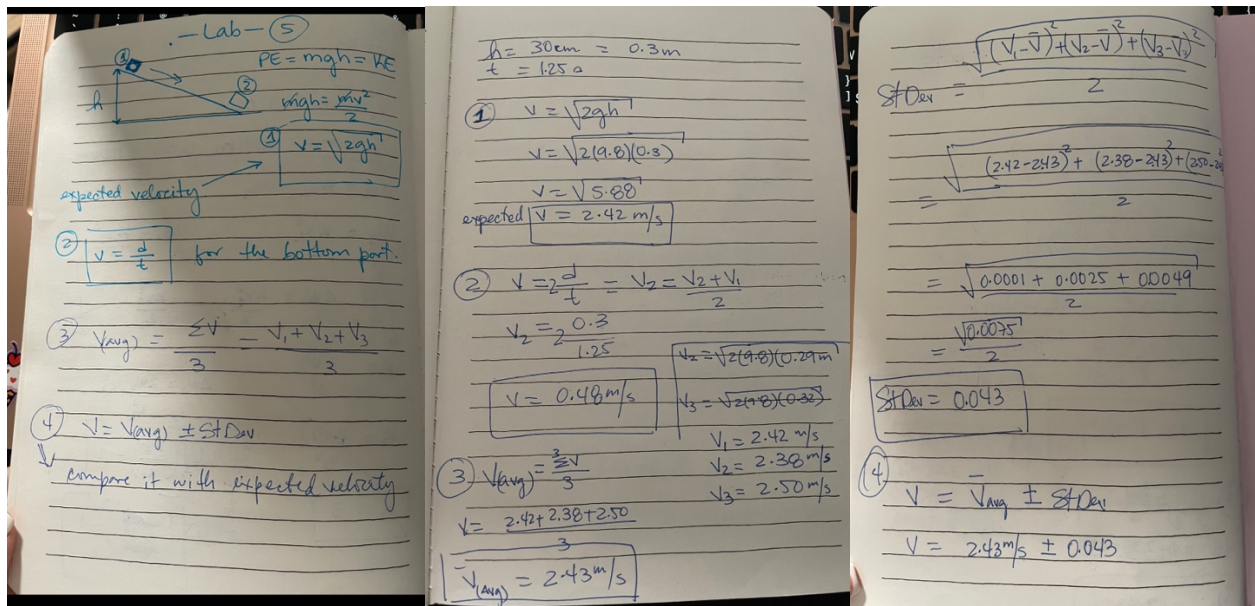 - Lab - ⑤
①
PE = mgh = KE
h
②
mgh = mv²/2
① v = √2gh
expected velocity
② v = d/t for the bottom part.
③ V(avg) = ΣV/3 = V₁ + V₂ + V₃/3
④ V = V(avg) ± StDev
compare it with expected velocity
h = 30cm = 0.3m
t = 1.25 s
① v = √2gh
v = √2(9.8)(0.3)
v = √5.88
expected v = 2.42 m/s
② V = 2 d/t = V₂ = V₂ + V₁/2
V₂ = 2 0.3/1.25
V = 0.48 m/s
V₂ = √2(9.8)(0.29m
V₃ = √2(9.8)(0.32)
V₁ = 2.42 m/s
V₂ = 2.38 m/s
V₃ = 2.50 m/s
③ V(avg) = ³ΣV/3
V = 2.42 + 2.38 + 2.50/3
V̄(Avg) = 2.43 m/s
StDev = √(V₁-V̄)² + (V₂-V̄)² + (V₃-V̄)²/2
= √(2.42-2.43)² + (2.38-2.43)² + (2.50-2.4/2
= √0.0001 + 0.0025 + 0.0049/2
= √0.0075/2
StDev = 0.043
④
V = V̄avg ± StDev
V = 2.43 m/s ± 0.043